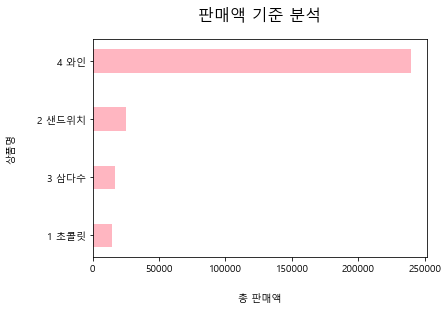 판매액 기준 분석
4 와인
2 샌드위치
3 삼다수
1 초콜릿
상품명
0 50000 100000 150000 200000 250000
총 판매액